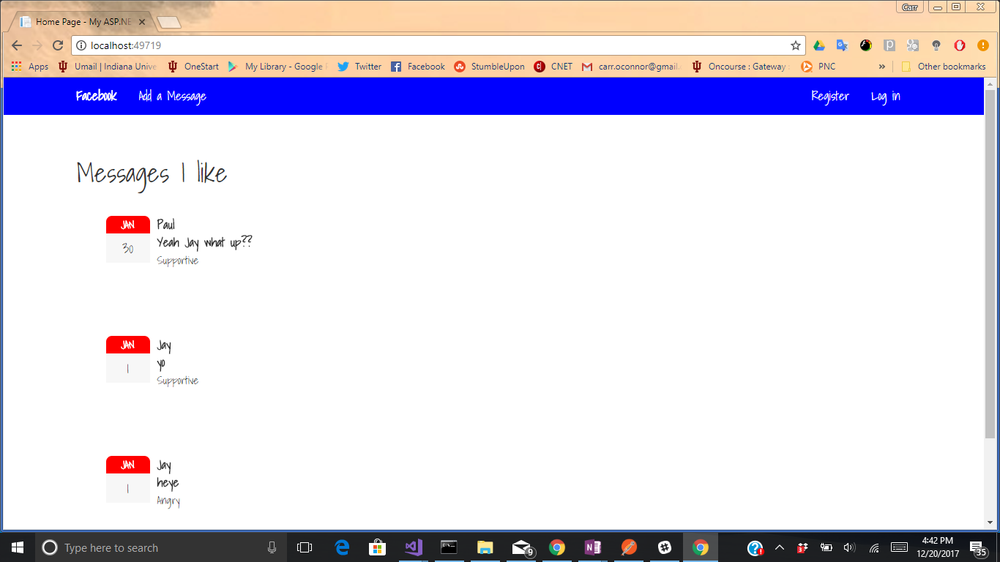 Carr
Home Page - My ASP.NE
localhost:49719
Apps
Umail | Indiana Unive
OneStart
My Library - Google
Twitter
Facebook
StumbleUpon
CNET
carr.oconnor@gmail
Oncourse : Gateway
PNC
»
Other bookmarks
Facebook
Add a Message
Register
Log in
Messages I like
JAN
30
Paul
Yeah Jay what up??
Supportive
JAN
1
Jay
yo
Supportive
JAN
1
Jay
heye
Angry
Type here to search
9
4:42 PM
12/20/2017
35